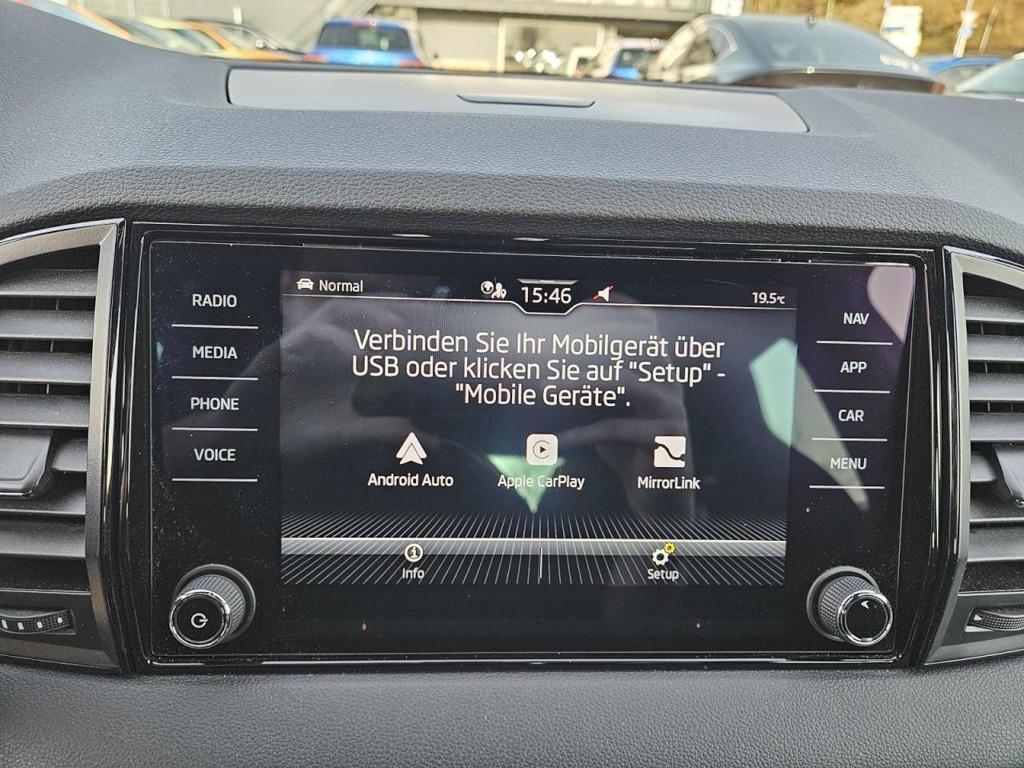 Normal
15:46
19.5°C
RADIO
MEDIA
PHONE
VOICE
Verbinden Sie Ihr Mobilgerät über
USB oder klicken Sie auf "Setup" -
"Mobile Geräte".
Android Auto
Apple CarPlay
MirrorLink
Info
Setup
NAV
APP
CAR
MENU